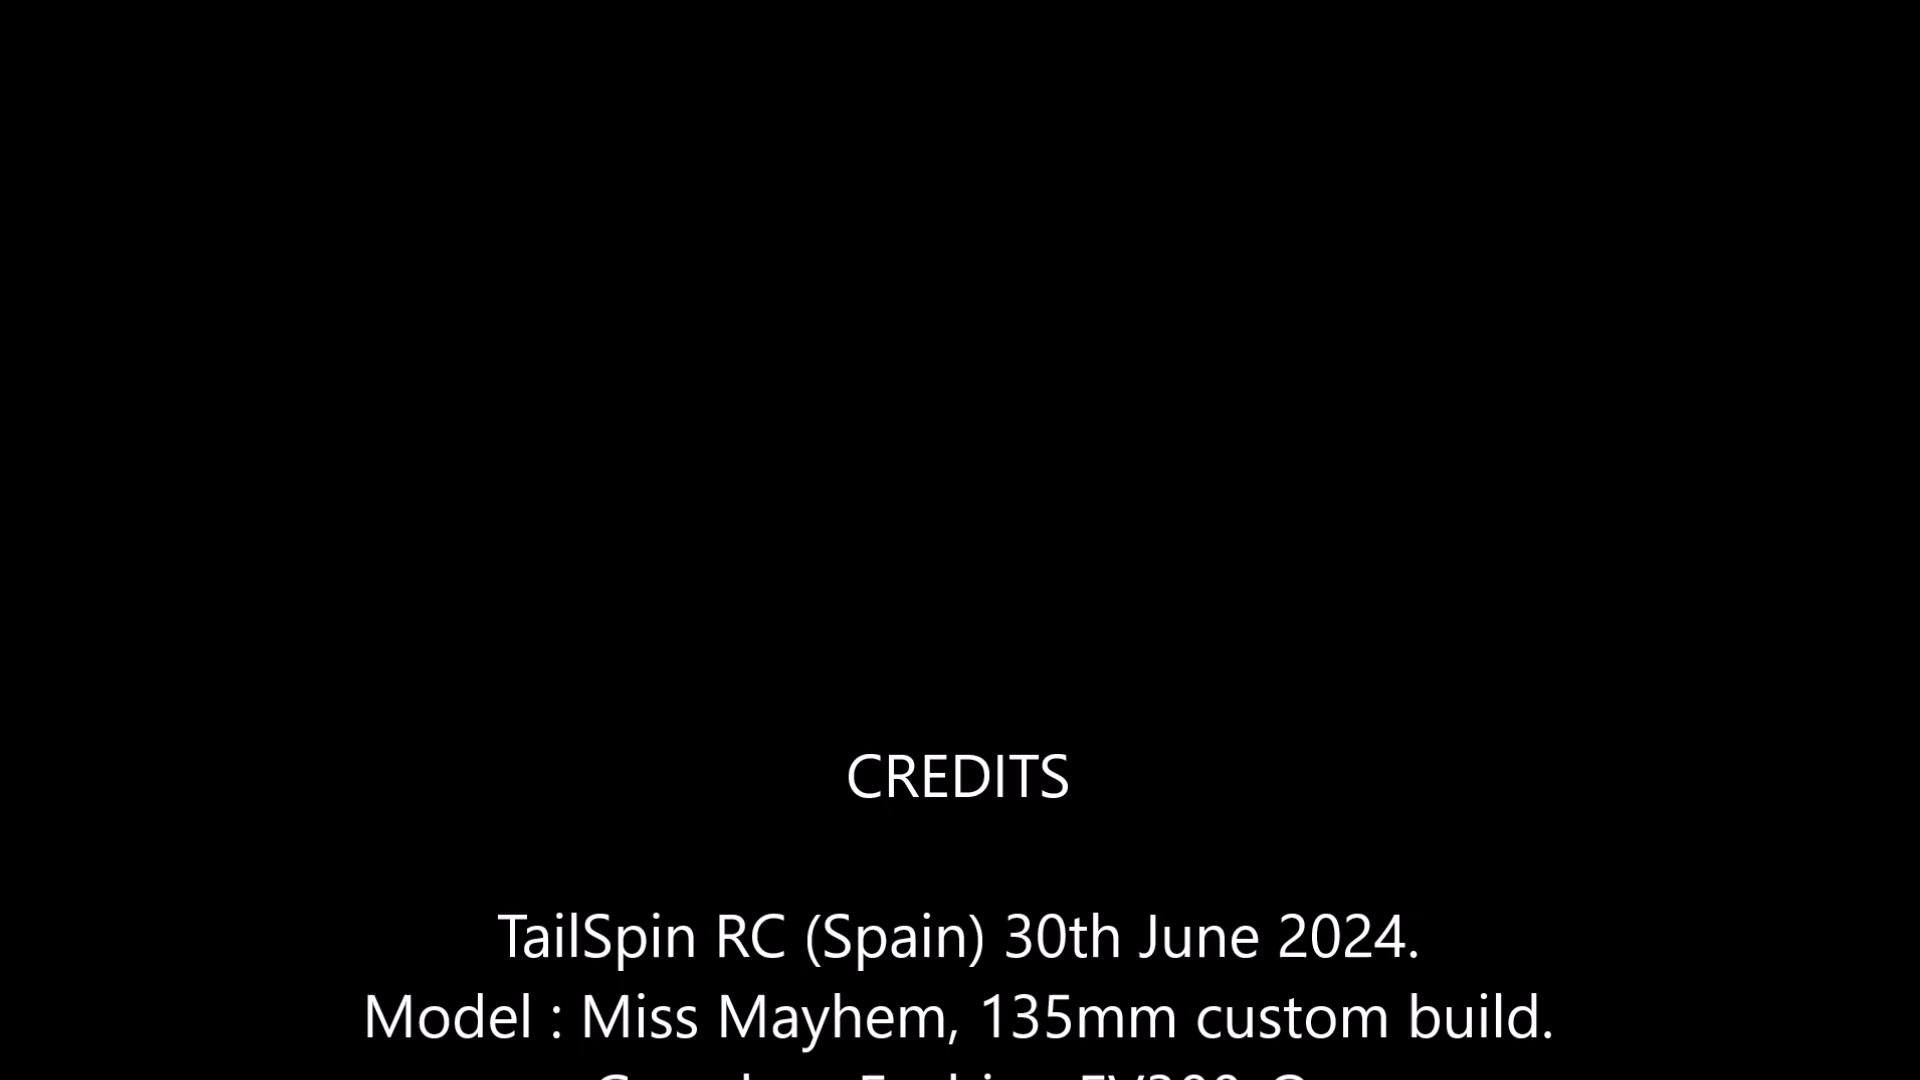 CREDITS
TailSpin RC (Spain) 30th June 2024.
Model : Miss Mayhem, 135mm custom build.